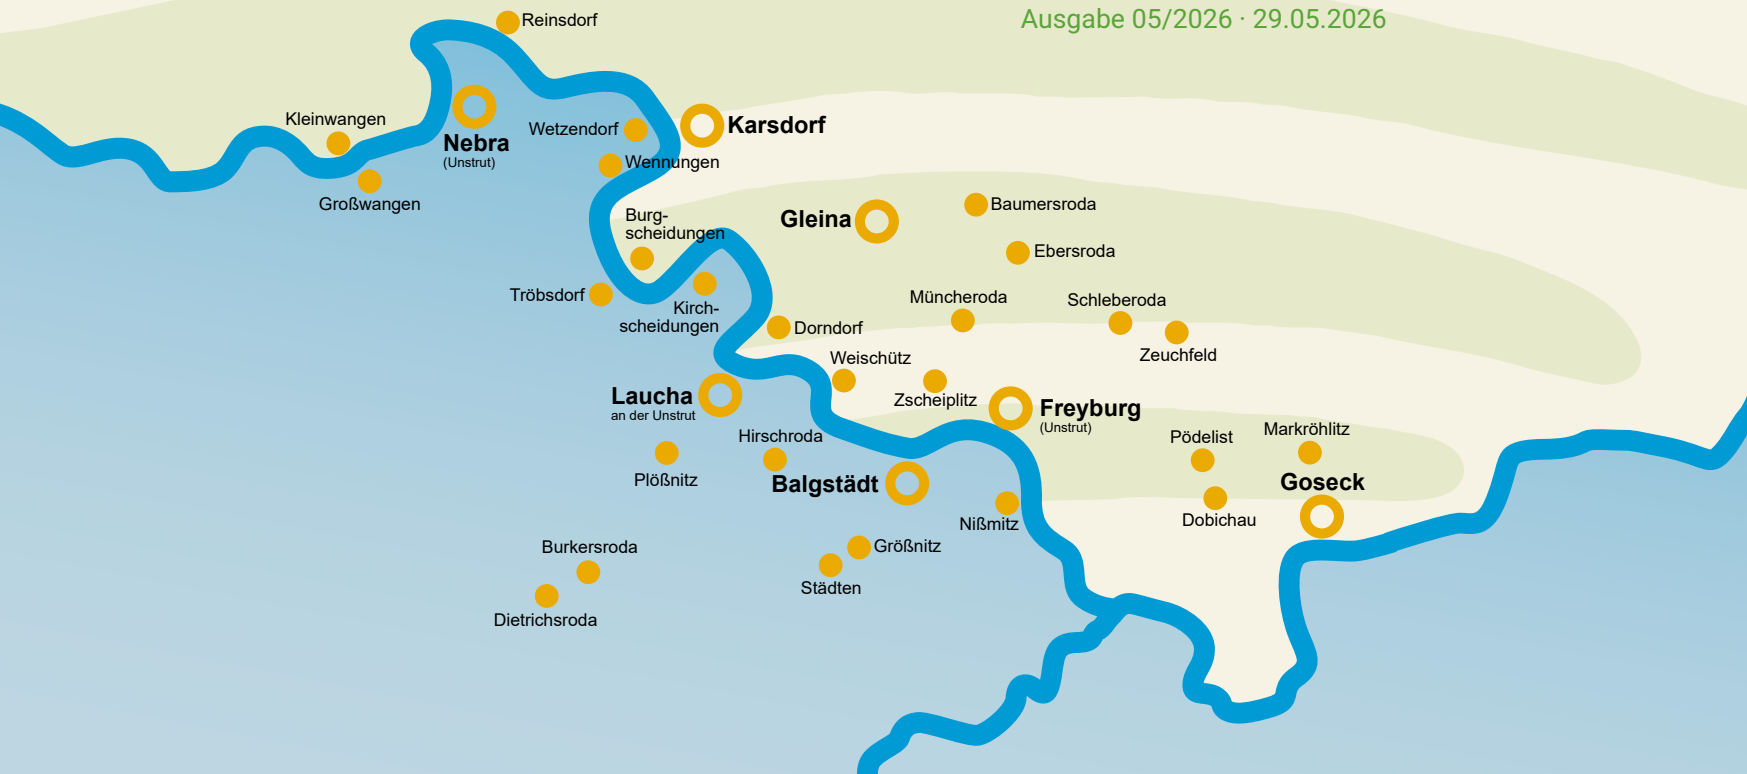 Ausgabe 05/2026 · 29.05.2026
Reinsdorf
Kleinwangen
Großwangen
Nebra
(Unstrut)
Wetzendorf
Karsdorf
Wennungen
Burg-
scheidungen
Gleina
Baumersroda
Ebersroda
Tröbsdorf
Kirch-
scheidungen
Müncheroda
Schleberoda
Dorndorf
Zeuchfeld
Weischütz
Laucha
an der Unstrut
Zscheiplitz
Freyburg
(Unstrut)
Hirschroda
Pödelist
Markröhlitz
Plößnitz
Balgstädt
Goseck
Nißmitz
Dobichau
Burkersroda
Größnitz
Städten
Dietrichsroda